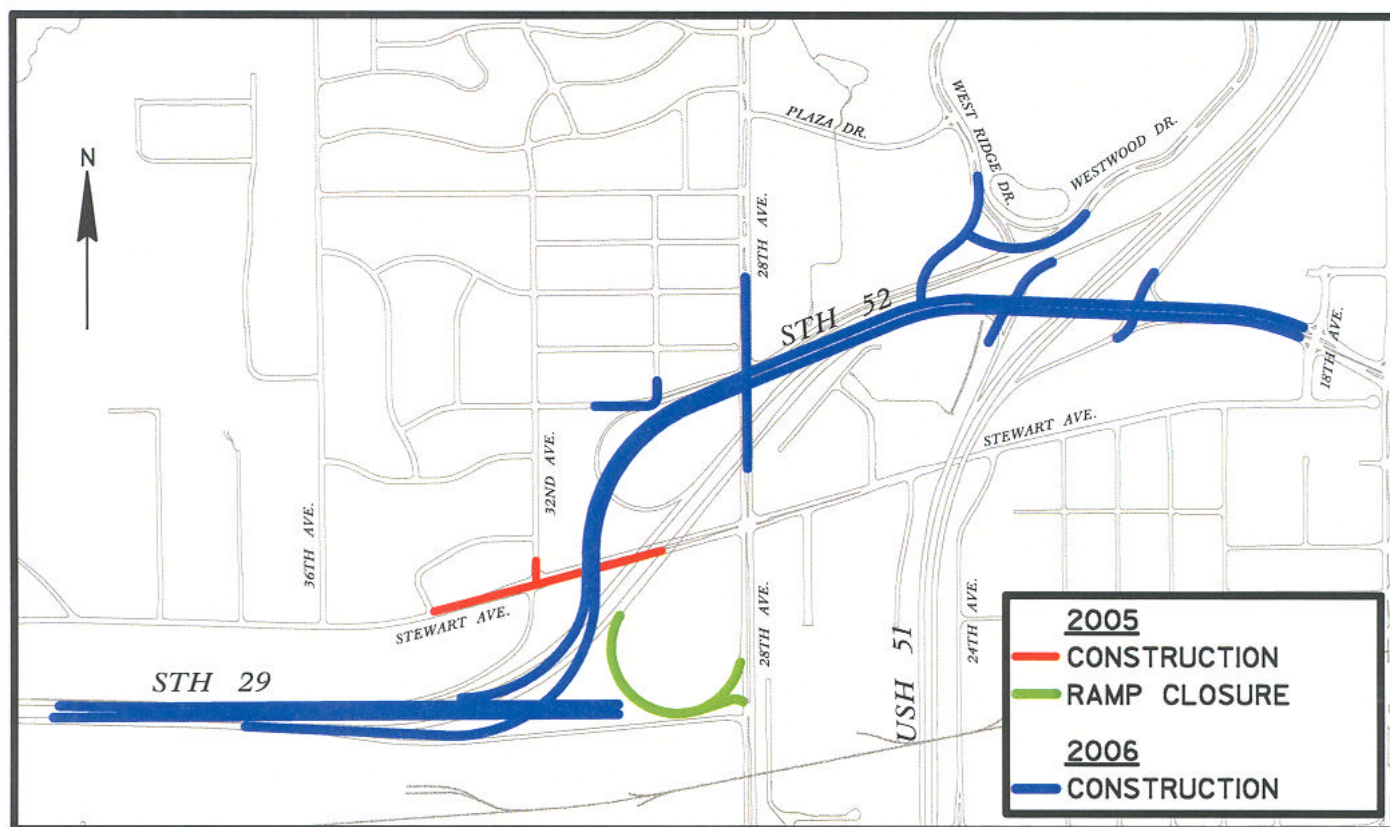 N
PLAZA DR.
WEST RIDGE DR.
WESTWOOD DR.
28TH AVE.
STH 52
18TH AVE.
STEWART AVE.
32ND AVE.
36TH AVE.
STEWART AVE.
28TH AVE.
24TH AVE.
USH 51
STH 29
2005
CONSTRUCTION
RAMP CLOSURE
2006
CONSTRUCTION